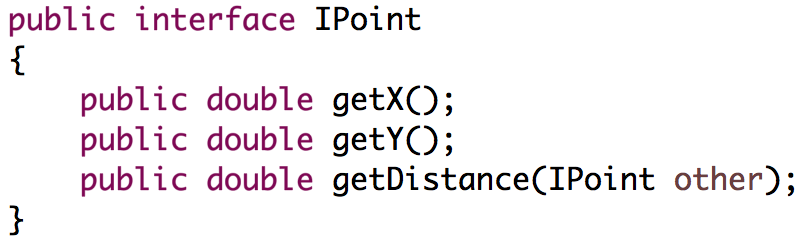 public interface IPoint
{
    public double getX();
    public double getY();
    public double getDistance(IPoint other);
}